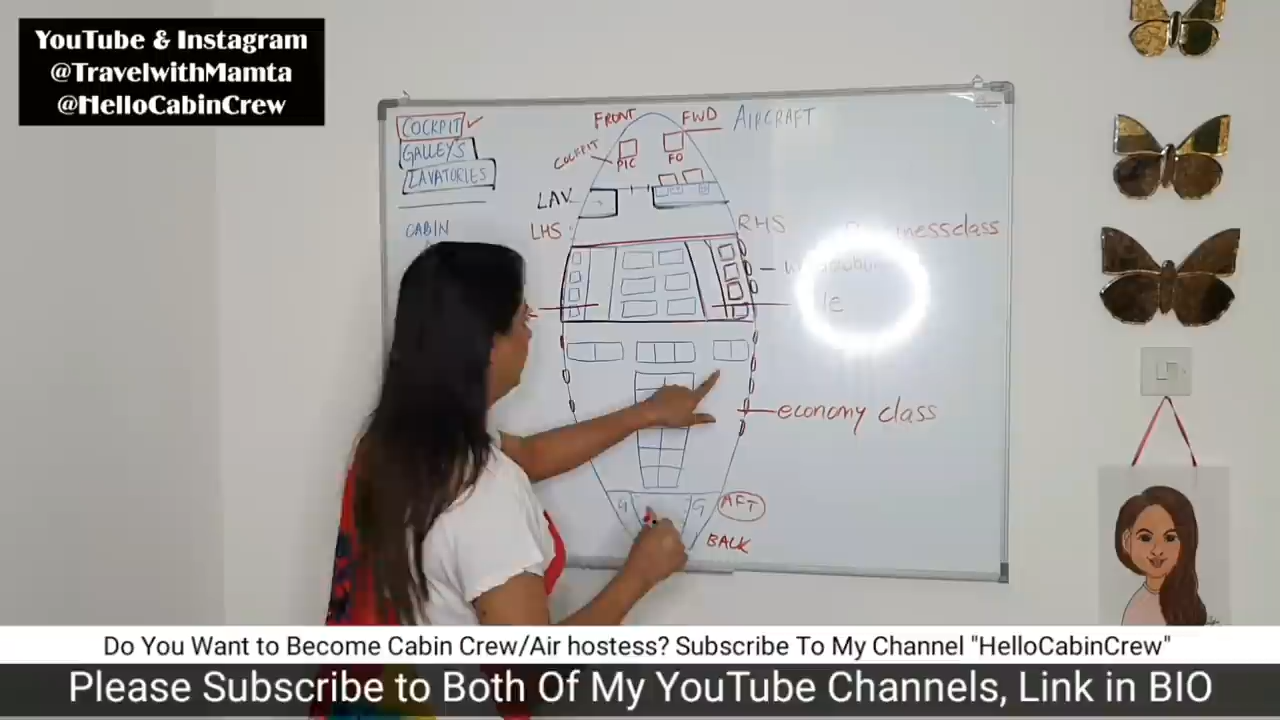 YouTube & Instagram
@TravelwithMamta
@HelloCabinCrew
COCKPIT
GALLEY'S
LAVATORIES
CABIN
FRONT
FWD
AIRCRAFT
COCKPIT
PIC
FO
LAV
LHS
RHS
economy class
G
G
AFT
BACK
Do You Want to Become Cabin Crew/Air hostess? Subscribe To My Channel "HelloCabinCrew"
Please Subscribe to Both Of My YouTube Channels, Link in BIO